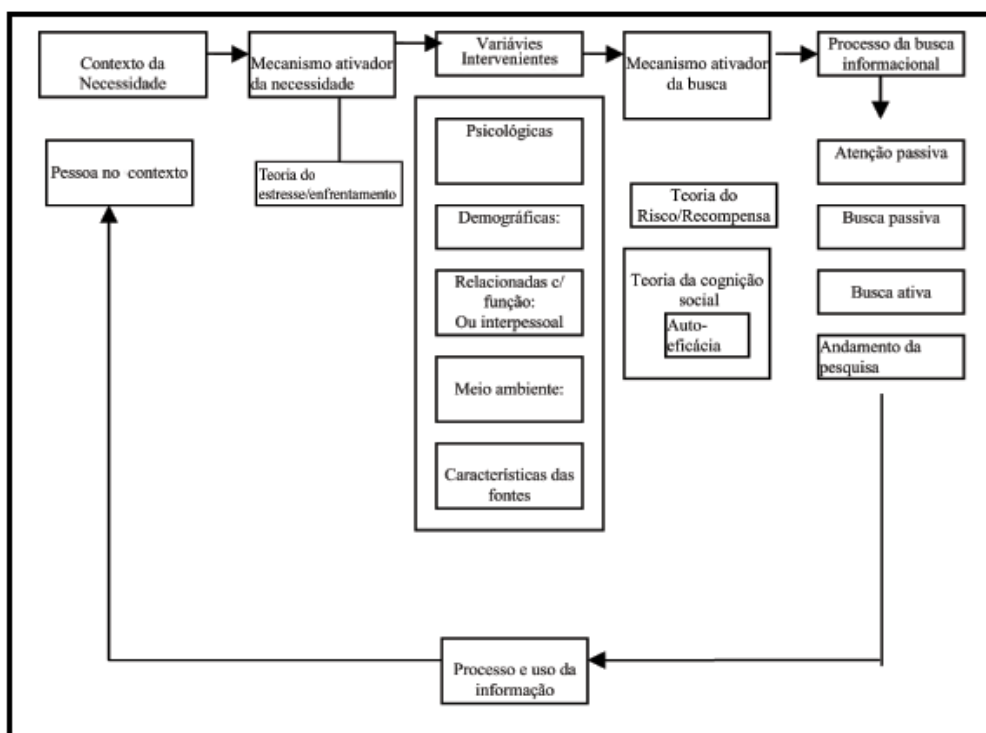 Contexto da
Necessidade
Mecanismo ativador
da necessidade
Variávies
Intervenientes
Mecanismo ativador
da busca
Processo da busca
informacional
Pessoa no contexto
Teoria do
estresse/enfrentamento
Psicológicas
Demográficas:
Relacionadas c/
função:
Ou interpessoal
Meio ambiente:
Características das
fontes
Teoria do
Risco/Recompensa
Teoria da cognição
social
Auto-
eficácia
Atenção passiva
Busca passiva
Busca ativa
Andamento da
pesquisa
Processo e uso da
informação